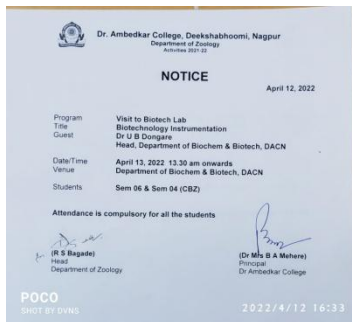 Dr. Ambedkar College, Deekshabhoomi, Nagpur
Department of Zoology
Activities 2021-22
NOTICE
April 12, 2022
Program Visit to Biotech Lab
Title Biotechnology Instrumentation
Guest Dr U B Dongare
Head, Department of Biochem & Biotech, DACN
Date/Time April 13, 2022 13.30 am onwards
Venue Department of Biochem & Biotech, DACN
Students Sem 06 & Sem 04 (CBZ)
Attendance is compulsory for all the students
(R S Bagade)
Head
Department of Zoology
(Dr Mrs B A Mehere)
Principal
Dr Ambedkar College
POCO
SHOT BY DVNS
2022/4/12 16:33